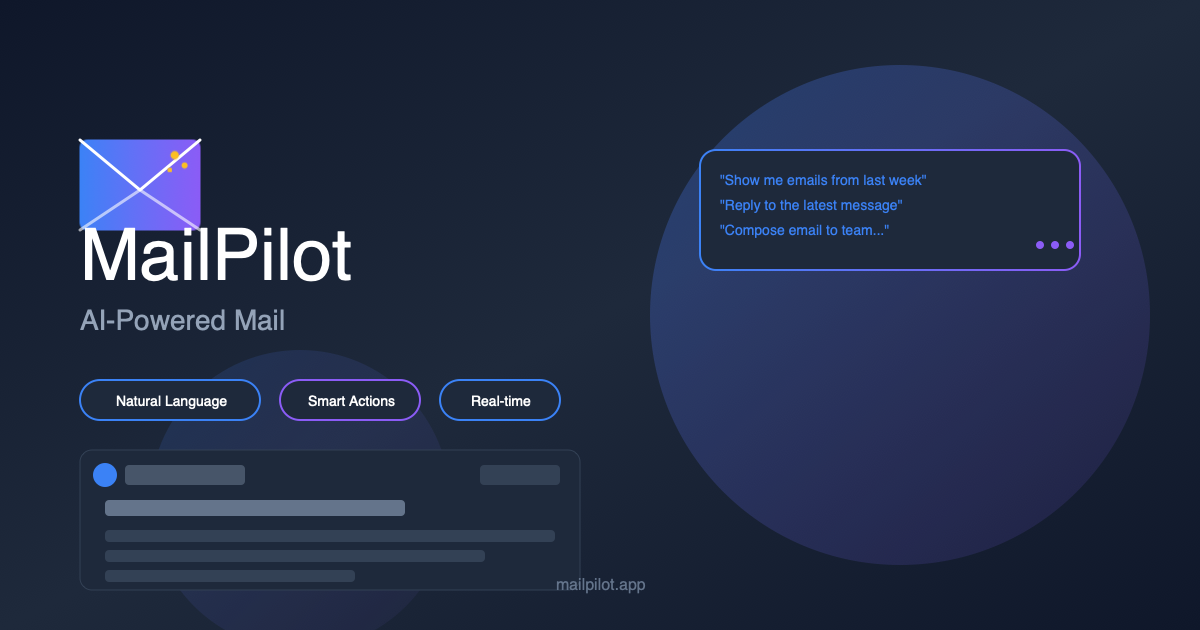 MailPilot
AI-Powered Mail
Natural Language
Smart Actions
Real-time
"Show me emails from last week"
"Reply to the latest message"
"Compose email to team..."
mailpilot.app